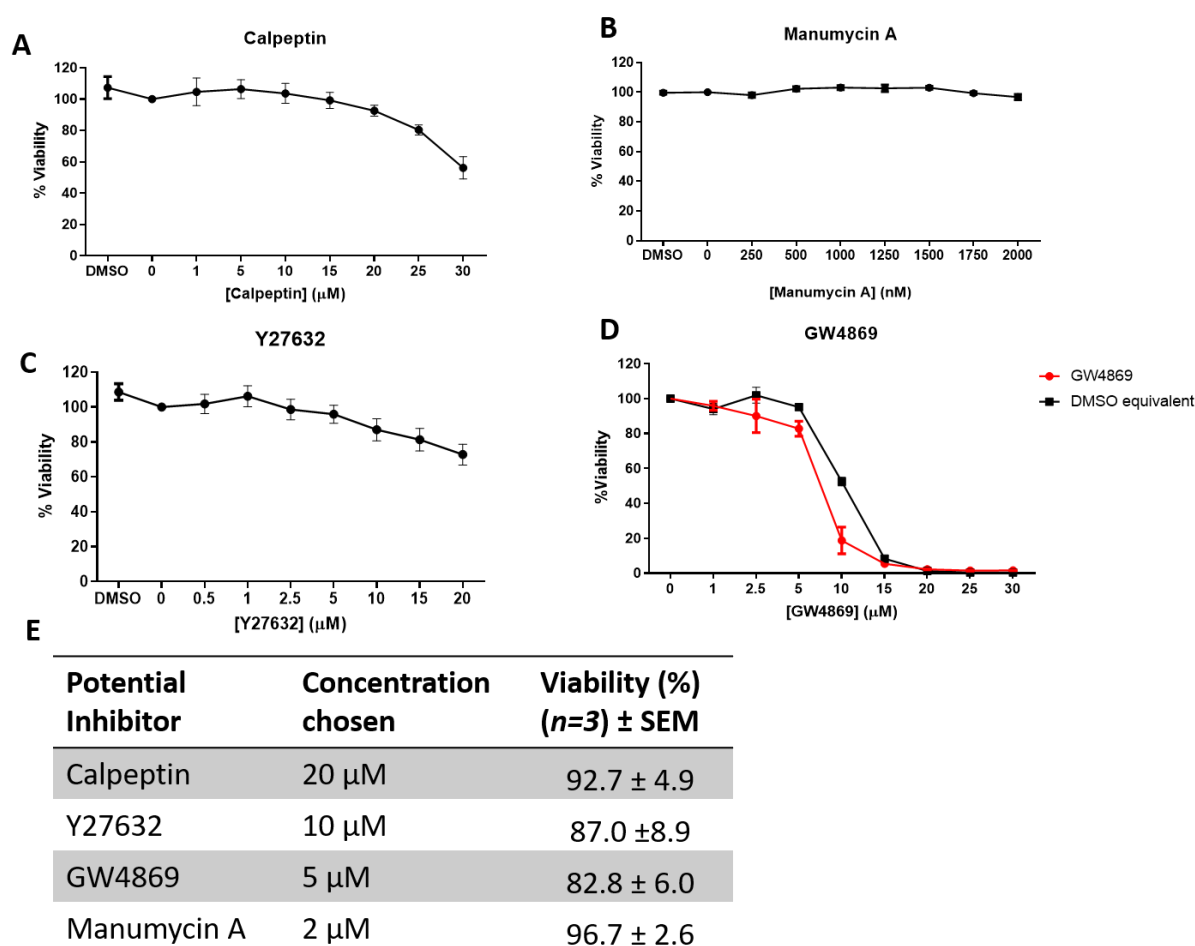 A
Calpeptin
% Viability
120
100
80
60
40
20
0
DMSO 0 1 5 10 15 20 25 30
[Calpeptin] (µM)
B
Manumycin A
% Viability
120
100
80
60
40
20
0
DMSO 0 250 500 1000 1250 1500 1750 2000
[Manumycin A] (nM)
C
Y27632
% Viability
120
100
80
60
40
20
0
DMSO 0 0.5 1 2.5 5 10 15 20
[Y27632] (µM)
D
GW4869
%Viability
120
100
80
60
40
20
0
0 1 2.5 5 10 15 20 25 30
[GW4869] (µM)
GW4869
DMSO equivalent
E
Potential Concentration Viability (%)
Inhibitor chosen (n=3) ± SEM
Calpeptin 20 µM 92.7 ± 4.9
Y27632 10 µM 87.0 ±8.9
GW4869 5 µM 82.8 ± 6.0
Manumycin A 2 µM 96.7 ± 2.6